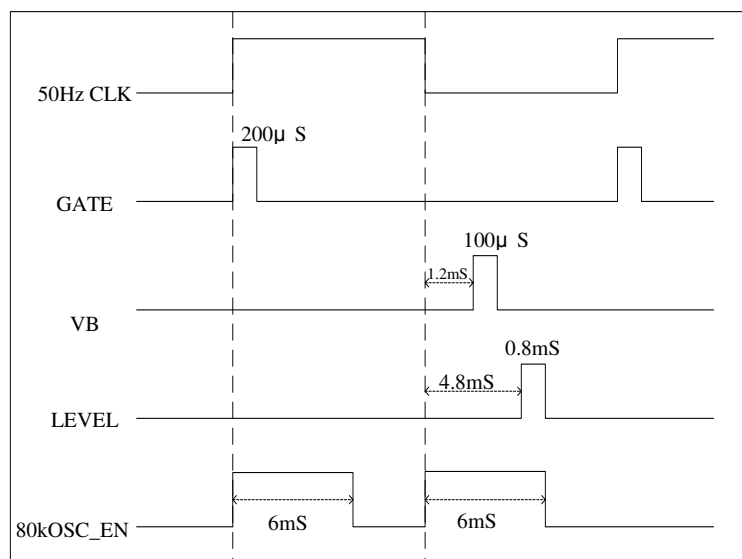 50Hz CLK
200μ S
GATE
100μ S
1.2mS
VB
0.8mS
4.8mS
LEVEL
6mS
6mS
80kOSC_EN